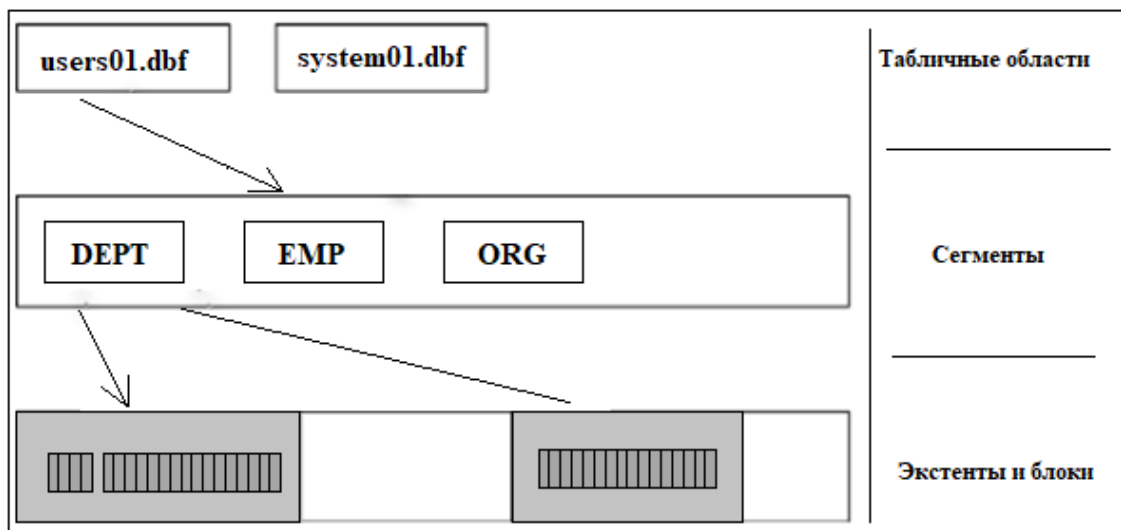 users01.dbf
system01.dbf
Табличные области
DEPT
EMP
ORG
Сегменты
Экстенты и блоки